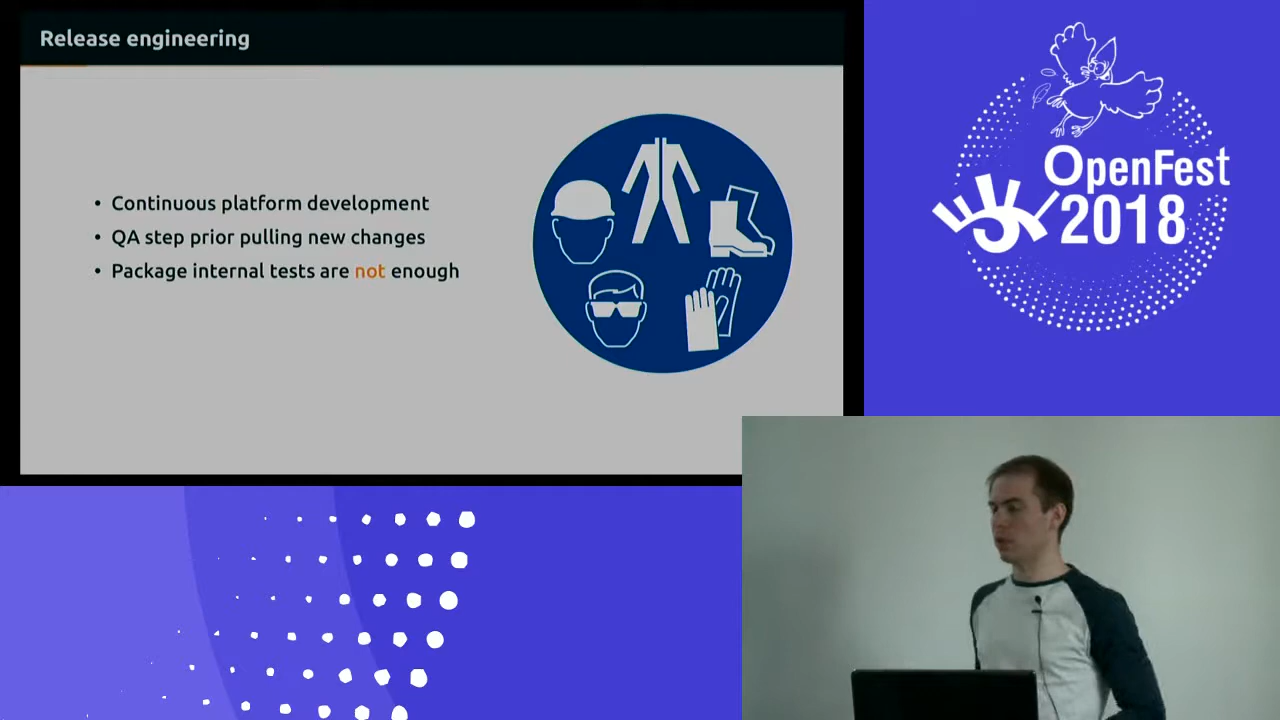 Release engineering
• Continuous platform development
• QA step prior pulling new changes
• Package internal tests are not enough
OpenFest
2018